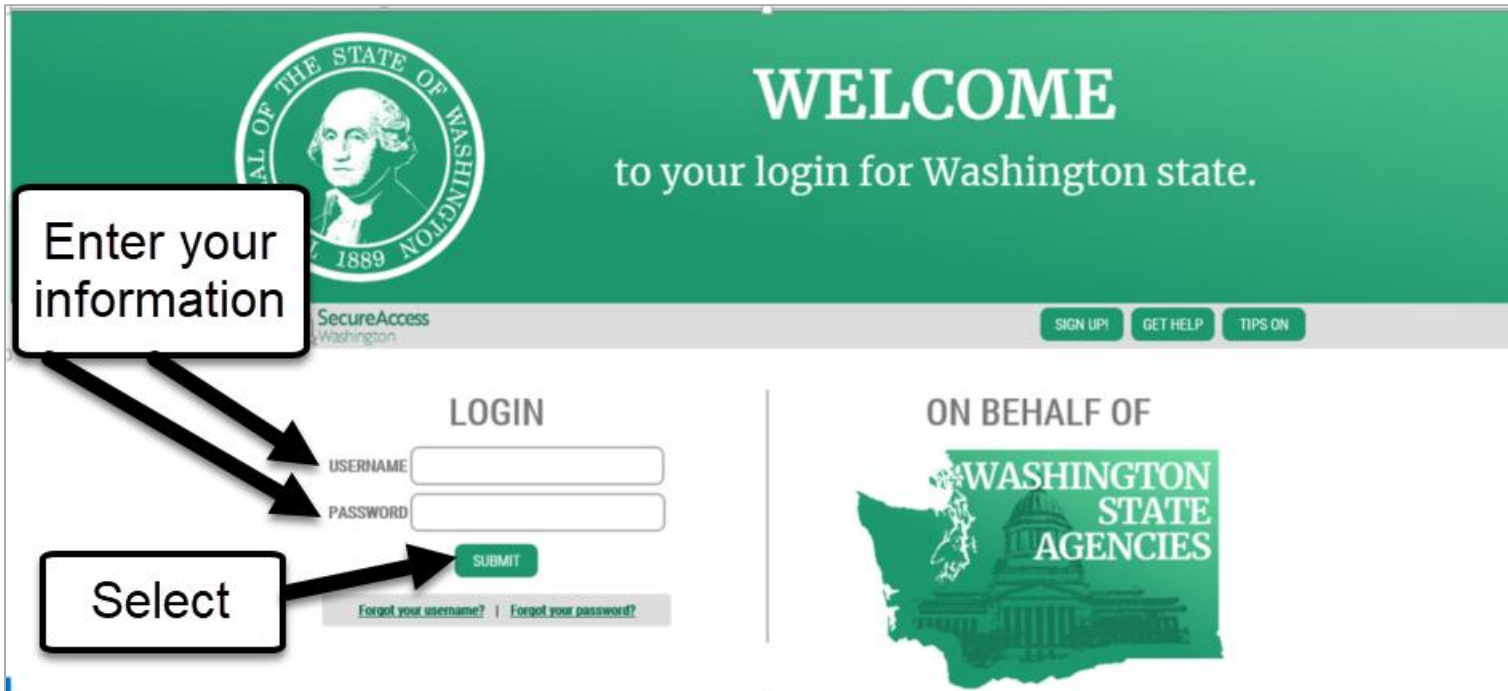 SEAL OF THE STATE OF WASHINGTON
1889
WELCOME
to your login for Washington state.
Enter your
information
SecureAccess
Washington
SIGN UP! GET HELP TIPS ON
LOGIN
ON BEHALF OF
USERNAME
PASSWORD
SUBMIT
WASHINGTON
STATE
AGENCIES
Select
Forgot your username? | Forgot your password?